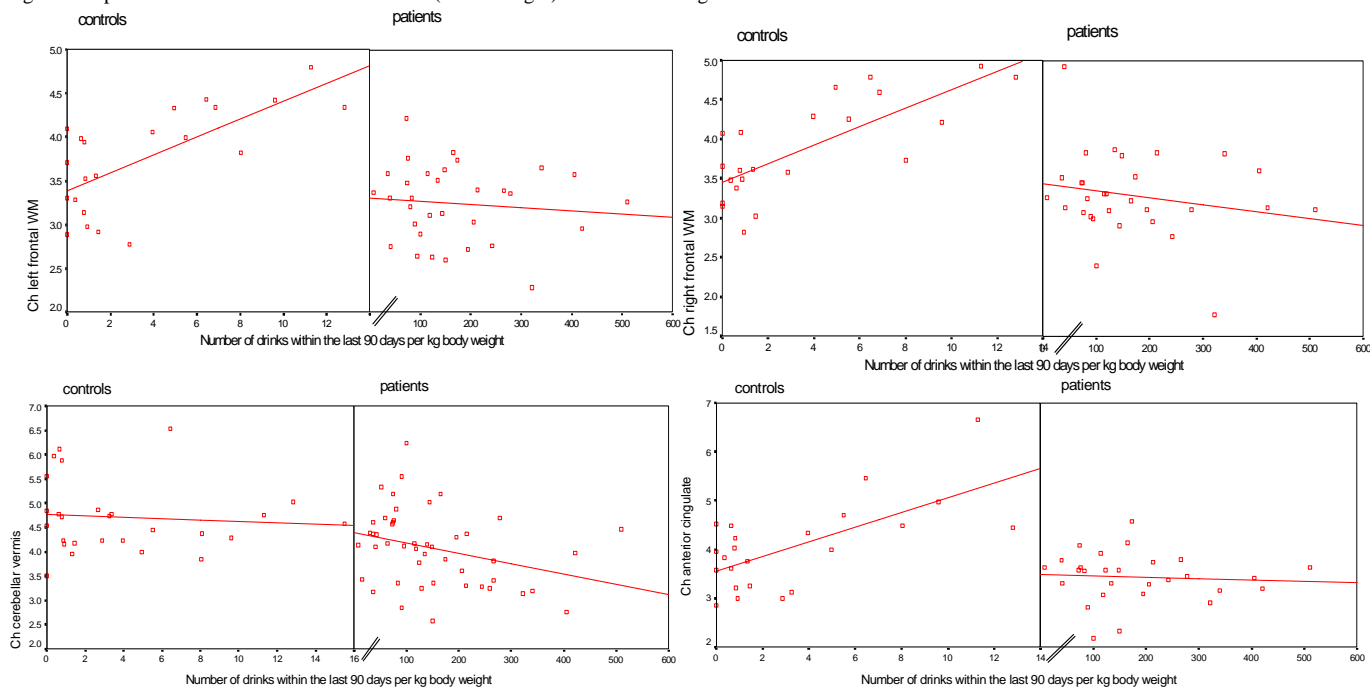 controls
patients
5.0
4.5
4.0
3.5
3.0
2.5
2.0
Ch left frontal WM
0 2 4 6 8 10 12 14 100 200 300 400 500 600
Number of drinks within the last 90 days per kg body weight
controls
patients
5.0
4.5
4.0
3.5
3.0
2.5
2.0
1.5
Ch right frontal WM
0 2 4 6 8 10 12 14 100 200 300 400 500 600
Number of drinks within the last 90 days per kg body weight
controls
patients
7.0
6.5
6.0
5.5
5.0
4.5
4.0
3.5
3.0
2.5
2.0
Ch cerebellar vermis
0 2 4 6 8 10 12 14 16 100 200 300 400 500 600
Number of drinks within the last 90 days per kg body weight
controls
patients
7
6
5
4
3
2
Ch anterior cingulate
0 2 4 6 8 10 12 14 100 200 300 400 500 600
Number of drinks within the last 90 days per kg body weight